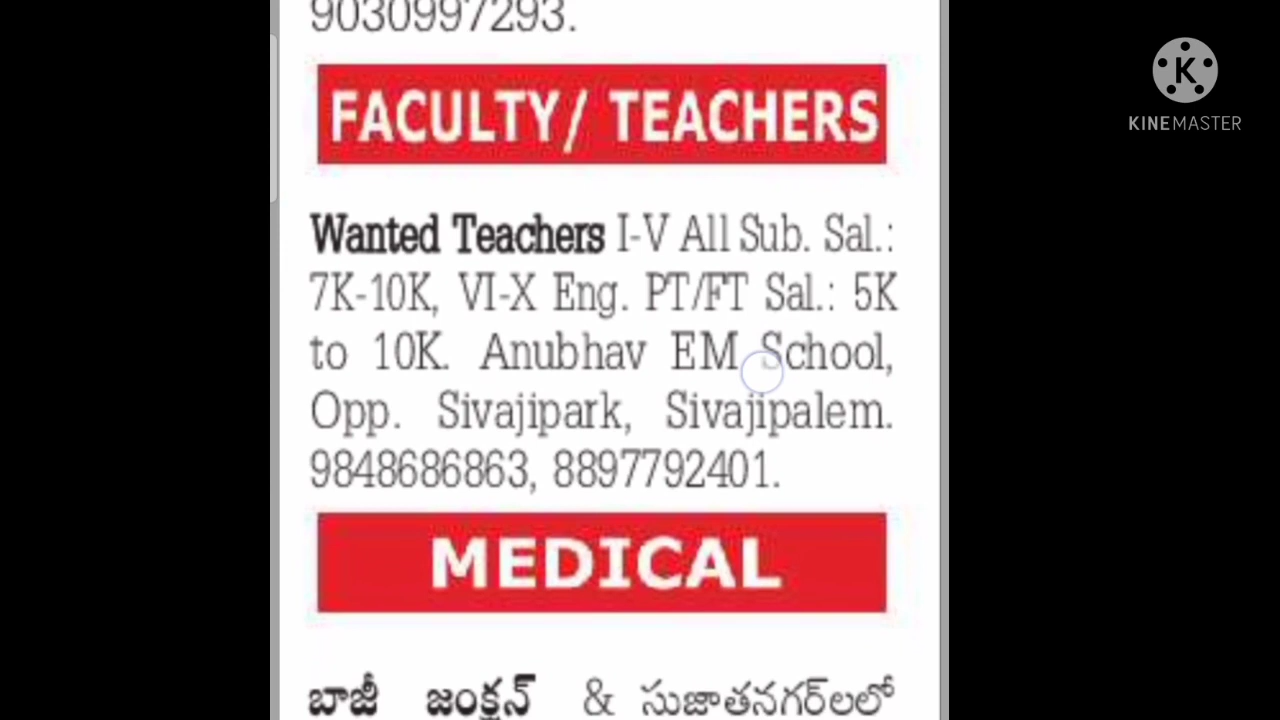 9030997293.
FACULTY/ TEACHERS
K
KINEMASTER
Wanted Teachers I-V All Sub. Sal.:
7K-10K, VI-X Eng. PT/FT Sal.: 5K
to 10K. Anubhav EM School,
Opp. Sivajipark, Sivajipalem.
9848686863, 8897792401.
MEDICAL
బాజీ జంక్షన్ & సుజాతనగర్‌లలో